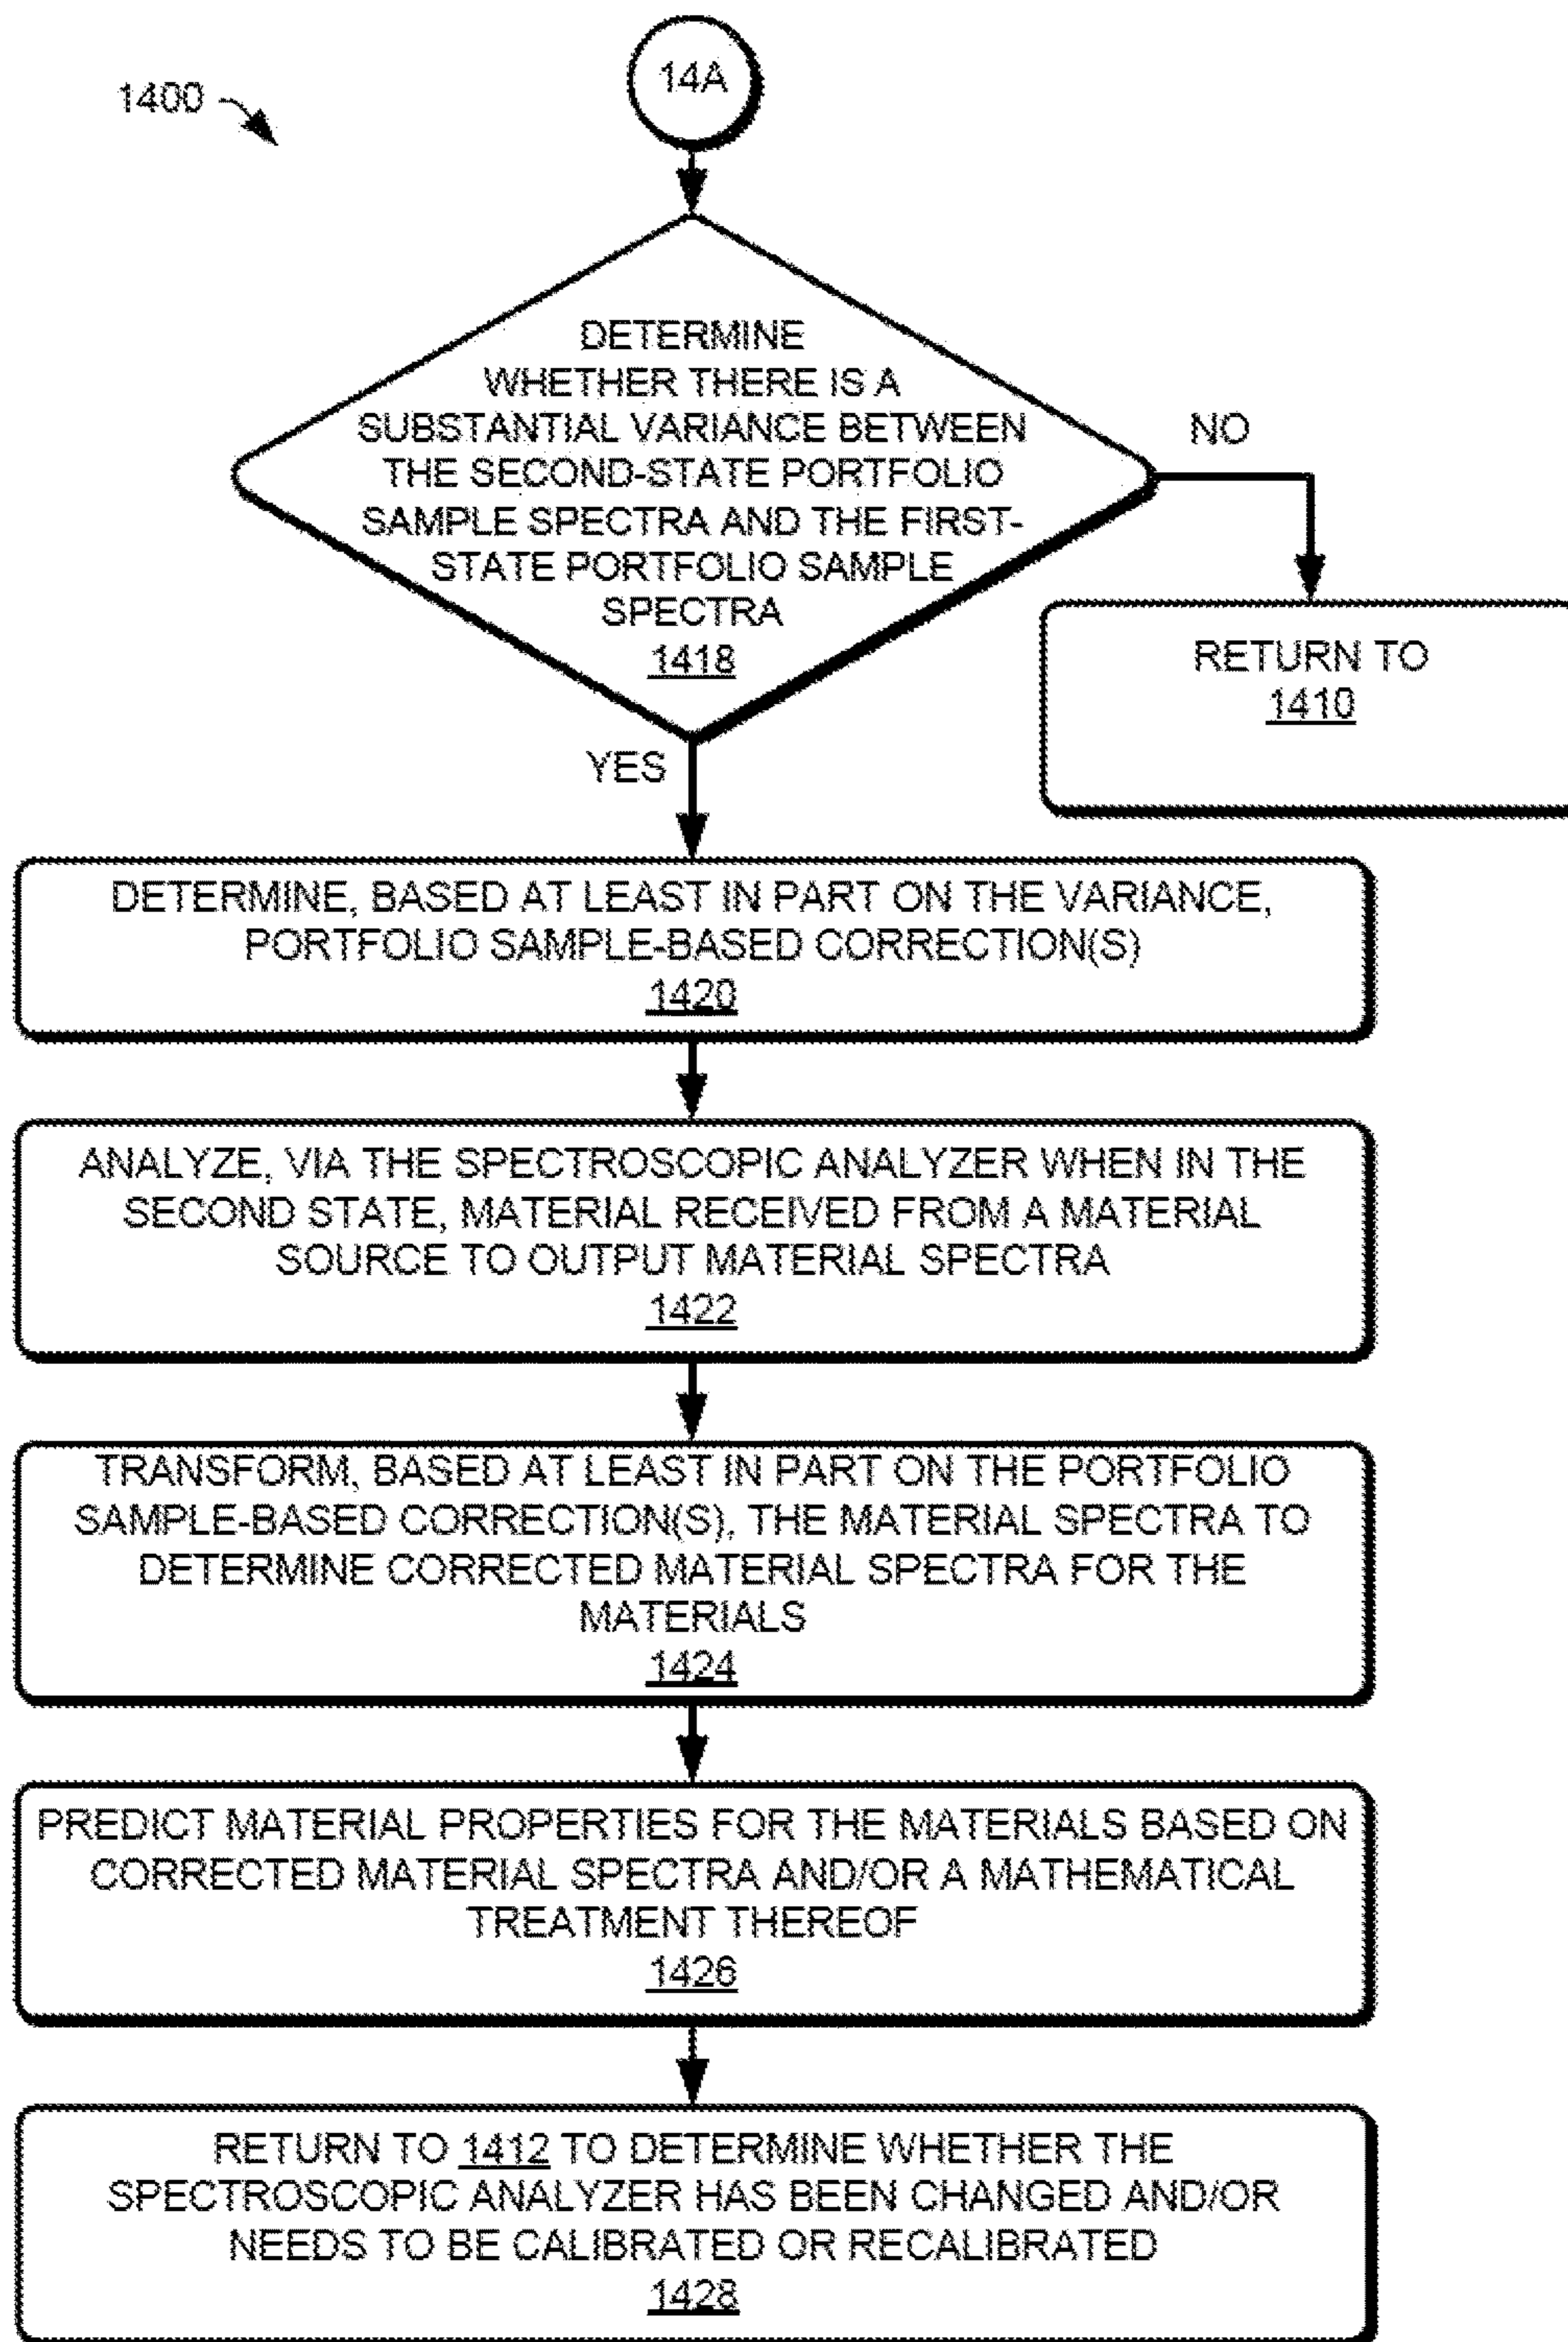 1400
14A
DETERMINE
WHETHER THERE IS A
SUBSTANTIAL VARIANCE BETWEEN
THE SECOND-STATE PORTFOLIO
SAMPLE SPECTRA AND THE FIRST-
STATE PORTFOLIO SAMPLE
SPECTRA
1418
NO
RETURN TO
1410
YES
DETERMINE, BASED AT LEAST IN PART ON THE VARIANCE,
PORTFOLIO SAMPLE-BASED CORRECTION(S)
1420
ANALYZE, VIA THE SPECTROSCOPIC ANALYZER WHEN IN THE
SECOND STATE, MATERIAL RECEIVED FROM A MATERIAL
SOURCE TO OUTPUT MATERIAL SPECTRA
1422
TRANSFORM, BASED AT LEAST IN PART ON THE PORTFOLIO
SAMPLE-BASED CORRECTION(S), THE MATERIAL SPECTRA TO
DETERMINE CORRECTED MATERIAL SPECTRA FOR THE
MATERIALS
1424
PREDICT MATERIAL PROPERTIES FOR THE MATERIALS BASED ON
CORRECTED MATERIAL SPECTRA AND/OR A MATHEMATICAL
TREATMENT THEREOF
1426
RETURN TO 1412 TO DETERMINE WHETHER THE
SPECTROSCOPIC ANALYZER HAS BEEN CHANGED AND/OR
NEEDS TO BE CALIBRATED OR RECALIBRATED
1428